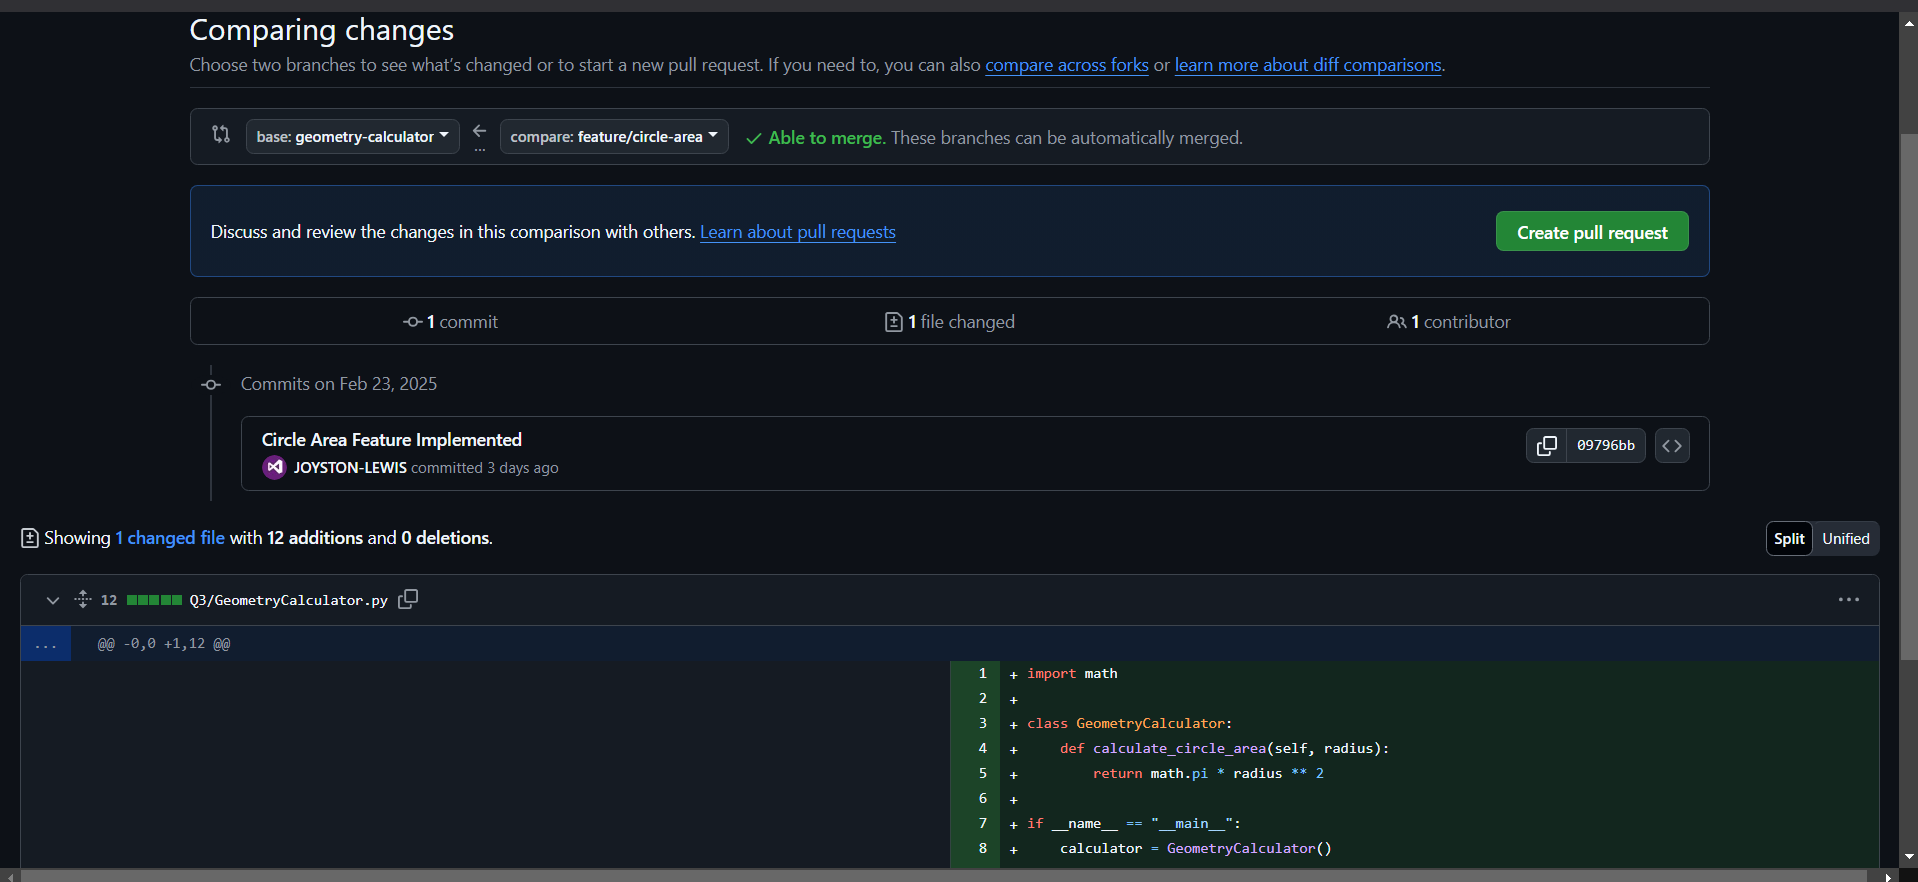 Comparing changes
Choose two branches to see what's changed or to start a new pull request. If you need to, you can also compare across forks or learn more about diff comparisons.
base: geometry-calculator ... compare: feature/circle-area Able to merge. These branches can be automatically merged.
Discuss and review the changes in this comparison with others. Learn about pull requests Create pull request
1 commit 1 file changed 1 contributor
Commits on Feb 23, 2025
Circle Area Feature Implemented
JOYSTON-LEWIS committed 3 days ago
09796bb
Showing 1 changed file with 12 additions and 0 deletions. Split Unified
12 Q3/GeometryCalculator.py
... @@ -0,0 +1,12 @@
1 + import math
2 +
3 + class GeometryCalculator:
4 +     def calculate_circle_area(self, radius):
5 +         return math.pi * radius ** 2
6 +
7 + if __name__ == "__main__":
8 +     calculator = GeometryCalculator()